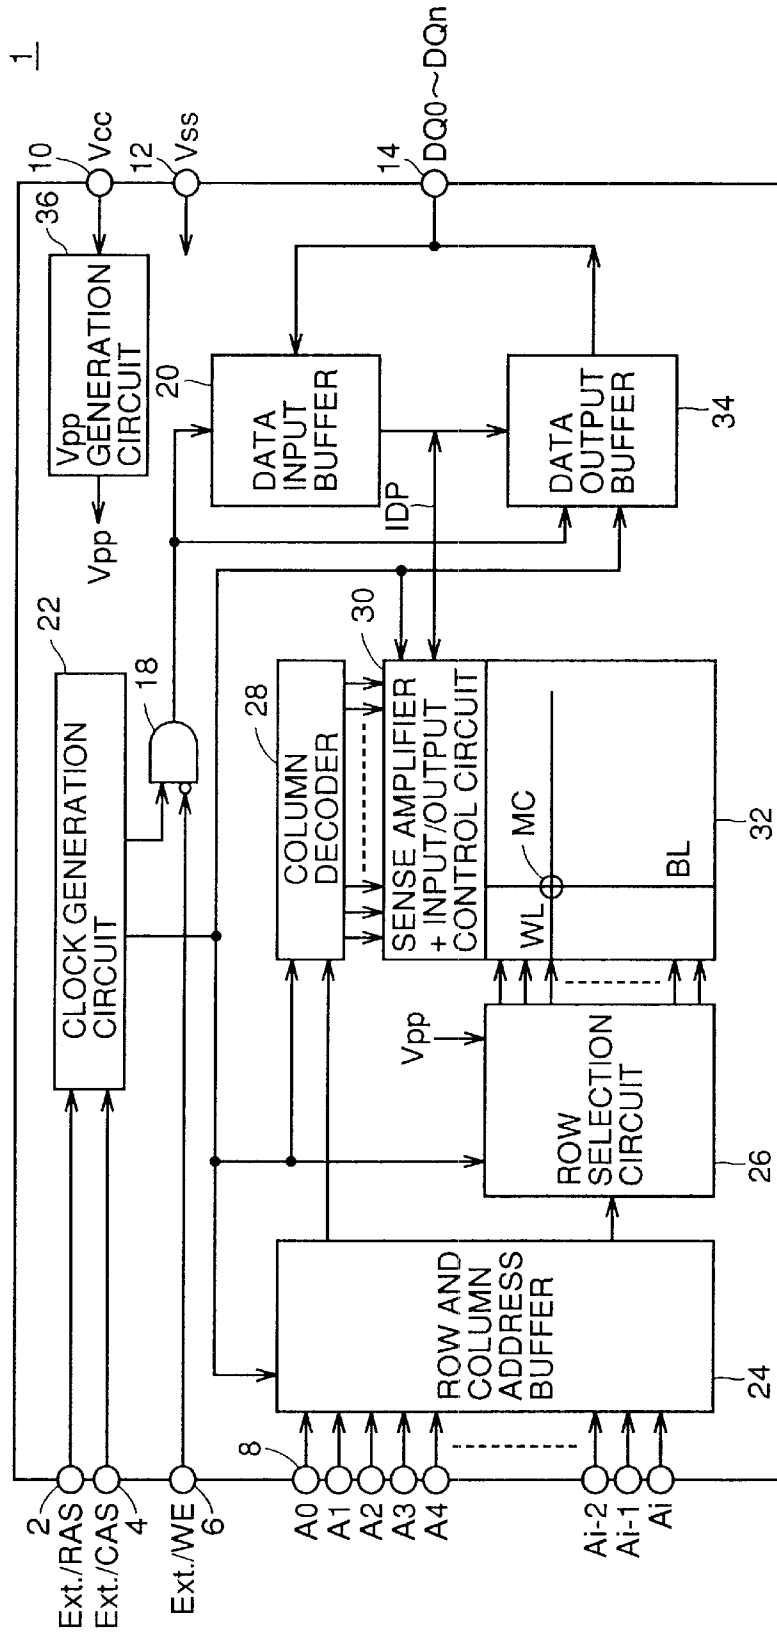 1
2
Ext./RAS
Ext./CAS
4
Ext./WE
6
22
CLOCK GENERATION
CIRCUIT
18
36
Vpp
GENERATION
CIRCUIT
Vpp
10
Vcc
12
Vss
14
DQ0~DQn
20
DATA
INPUT
BUFFER
IDP
DATA
OUTPUT
BUFFER
34
28
COLUMN
DECODER
30
SENSE AMPLIFIER
+ INPUT/OUTPUT
CONTROL CIRCUIT
WL
MC
BL
32
Vpp
ROW
SELECTION
CIRCUIT
26
8
A0
A1
A2
A3
A4
Ai-2
Ai-1
Ai
ROW AND
COLUMN
ADDRESS
BUFFER
24